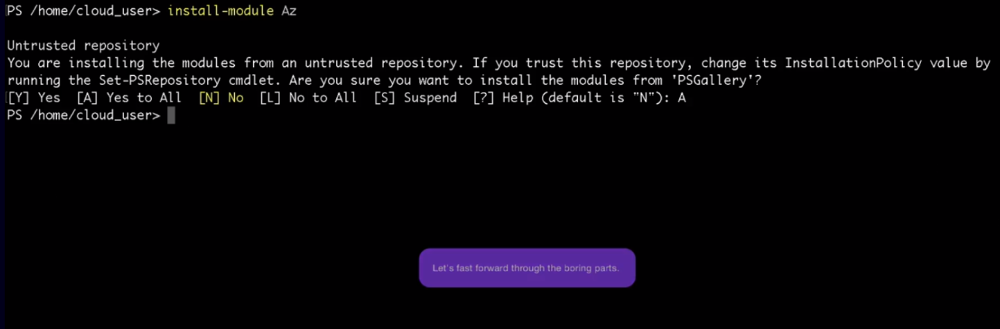 PS /home/cloud_user> install-module Az
Untrusted repository
You are installing the modules from an untrusted repository. If you trust this repository, change its InstallationPolicy value by
running the Set-PSRepository cmdlet. Are you sure you want to install the modules from 'PSGallery'?
[Y] Yes  [A] Yes to All  [N] No  [L] No to All  [S] Suspend  [?] Help (default is "N"): A
PS /home/cloud_user>
Let's fast forward through the boring parts.